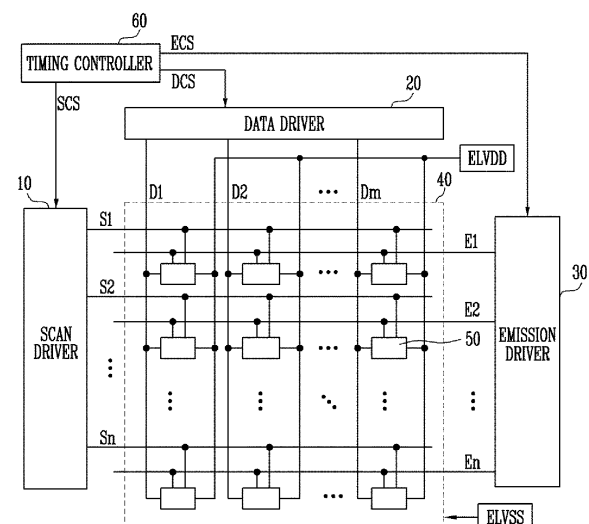 60
ECS
TIMING CONTROLLER
DCS
SCS
20
DATA DRIVER
ELVDD
D1 D2 ... Dm 40
10
S1
E1
30
S2
E2
SCAN DRIVER
50
EMISSION DRIVER
Sn
En
ELVSS